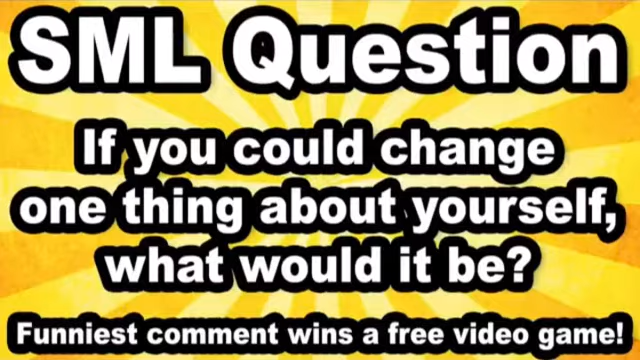 SML Question
If you could change
one thing about yourself,
what would it be?
Funniest comment wins a free video game!